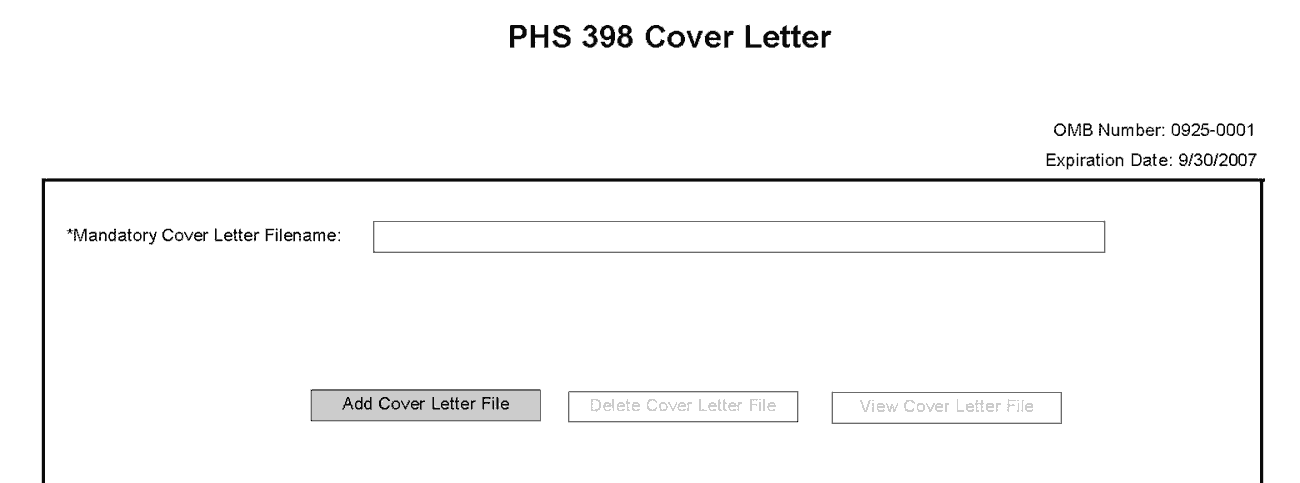 PHS 398 Cover Letter
OMB Number: 0925-0001
Expiration Date: 9/30/2007
*Mandatory Cover Letter Filename:
Add Cover Letter File
Delete Cover Letter File
View Cover Letter File